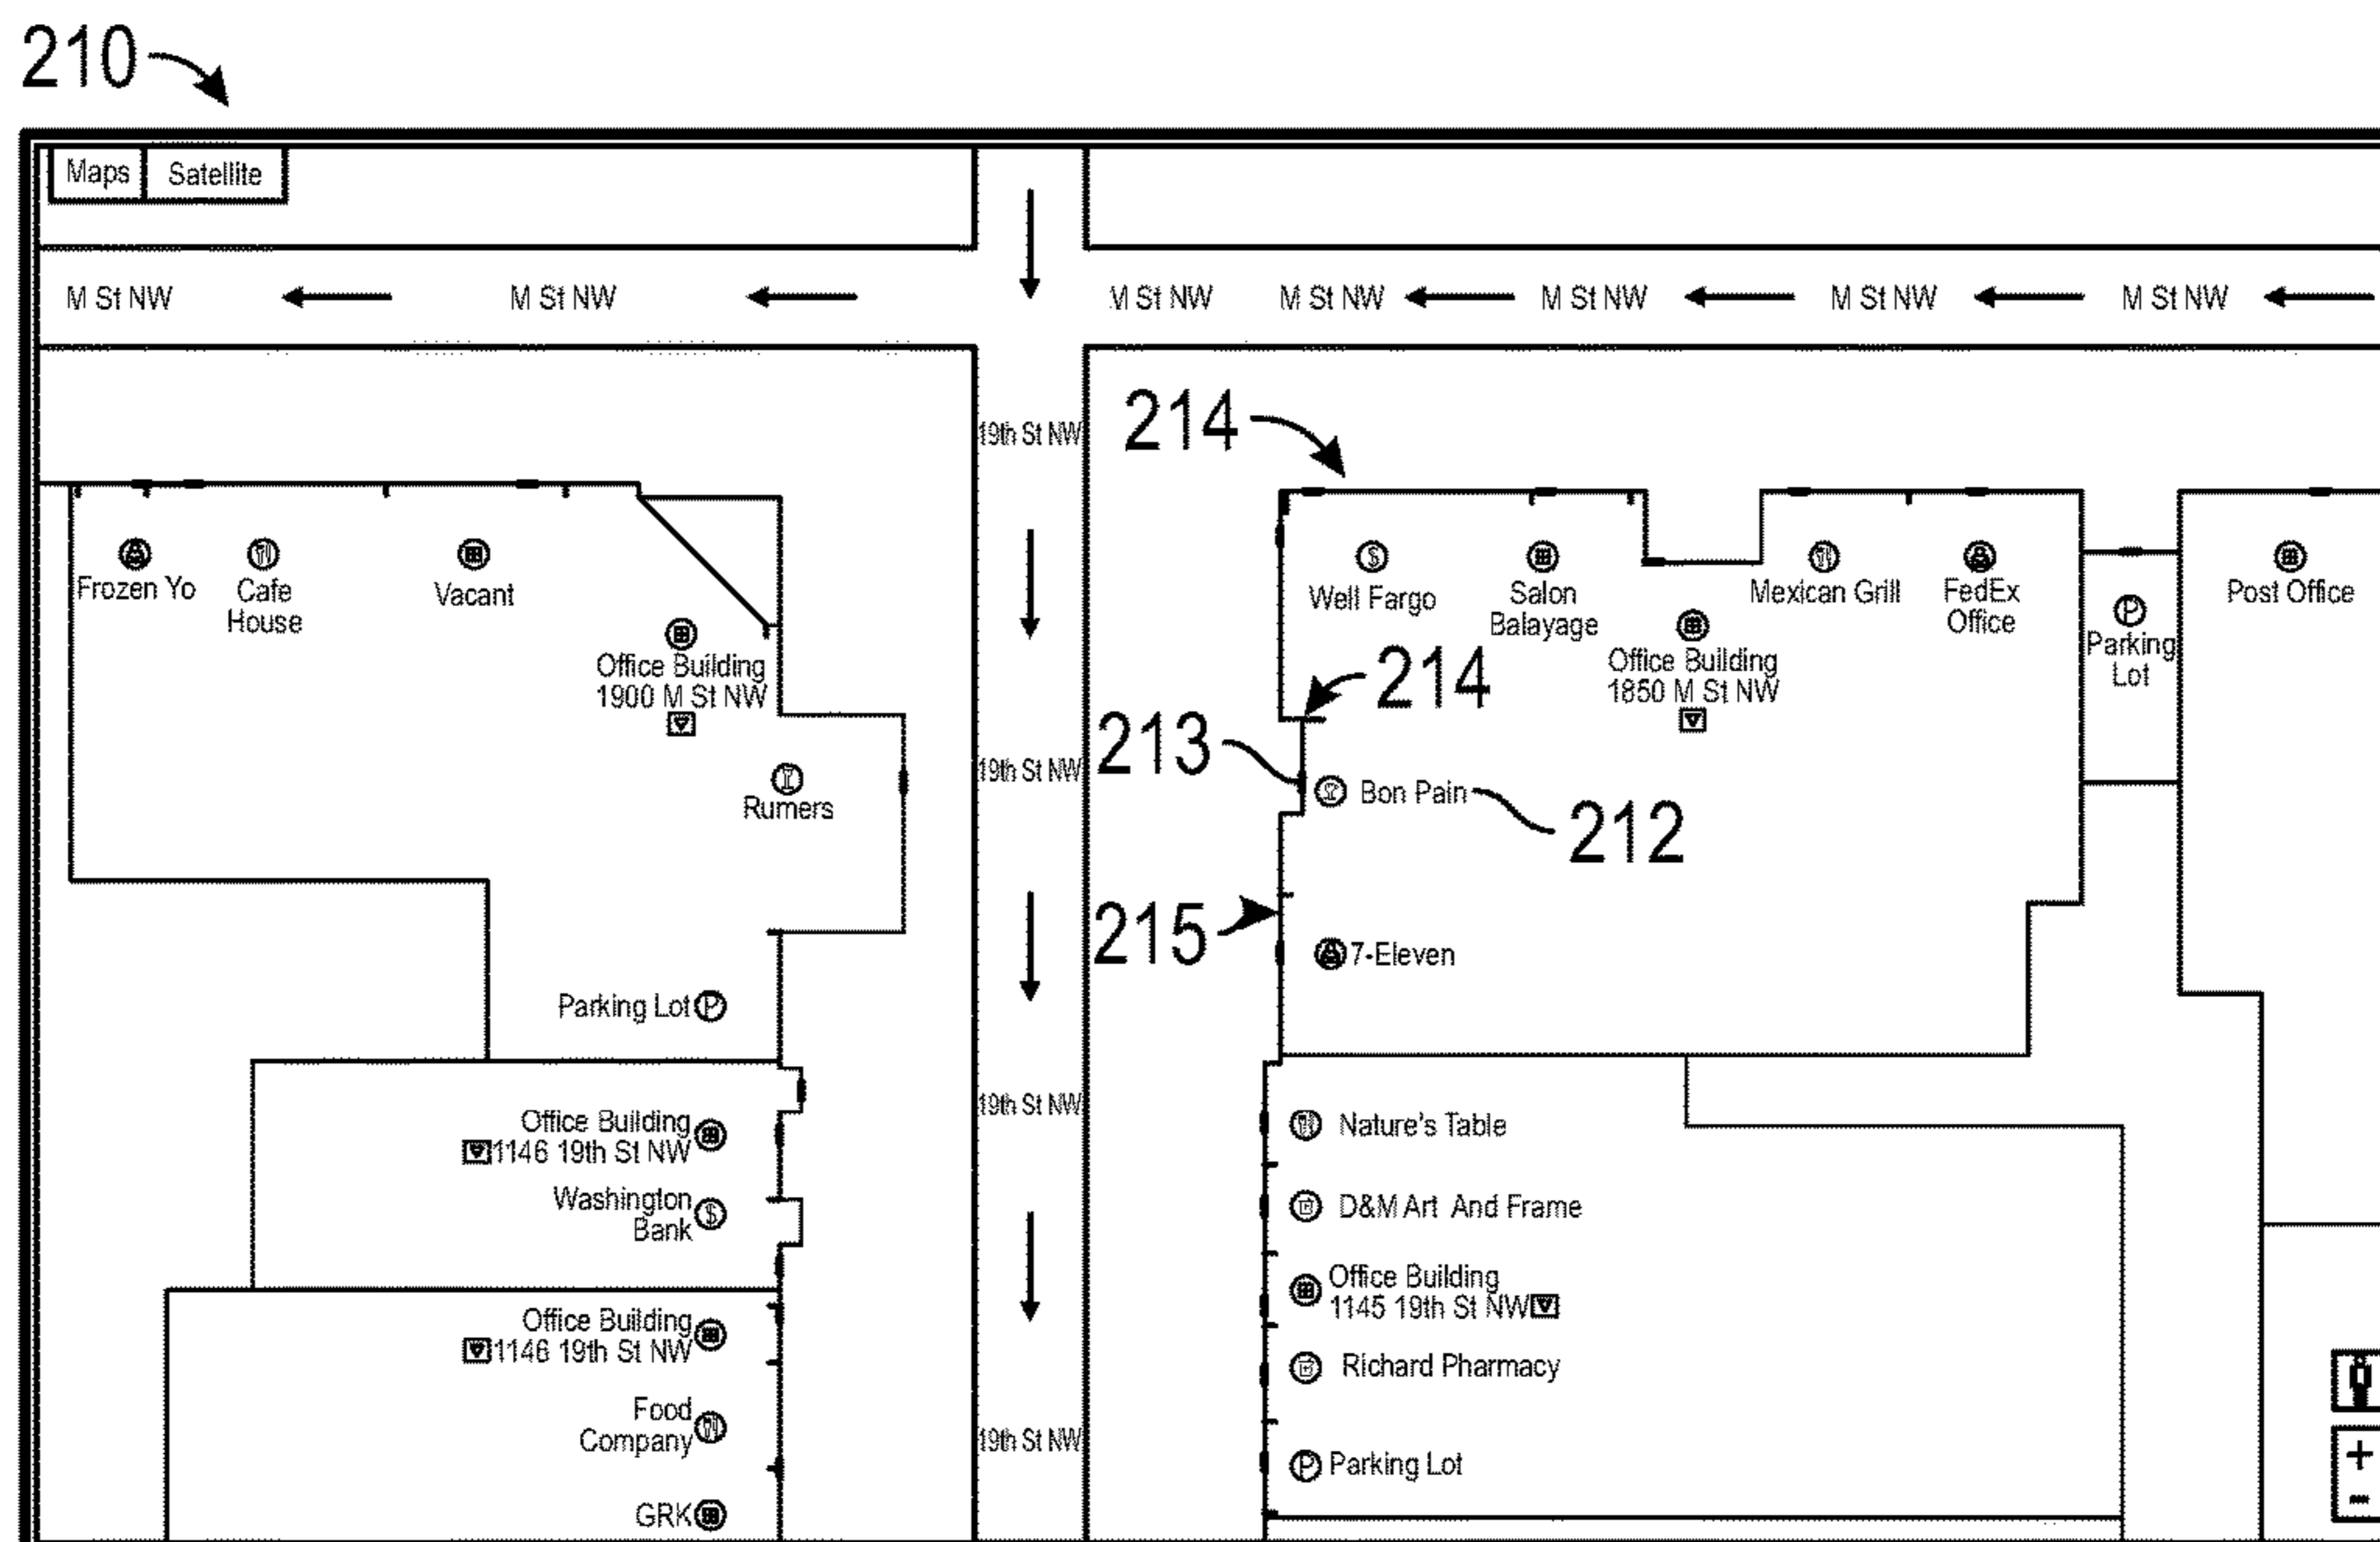 210
Maps
Satellite
M St NW
M St NW
M St NW
M St NW
M St NW
M St NW
M St NW
19th St NW
214
Frozen Yo
Cafe
House
Vacant
Office Building
1900 M St NW
Rumers
Well Fargo
Salon
Balayage
Office Building
1850 M St NW
Mexican Grill
FedEx
Office
P
Parking
Lot
Post Office
214
213
19th St NW
Bon Pain
212
215
7-Eleven
Parking Lot P
19th St NW
Office Building
1146 19th St NW
Washington
Bank
$
$
Office Building
1146 19th St NW
Food
Company
GRK
19th St NW
Nature's Table
D&M Art And Frame
Office Building
1145 19th St NW
Richard Pharmacy
P Parking Lot
+
-